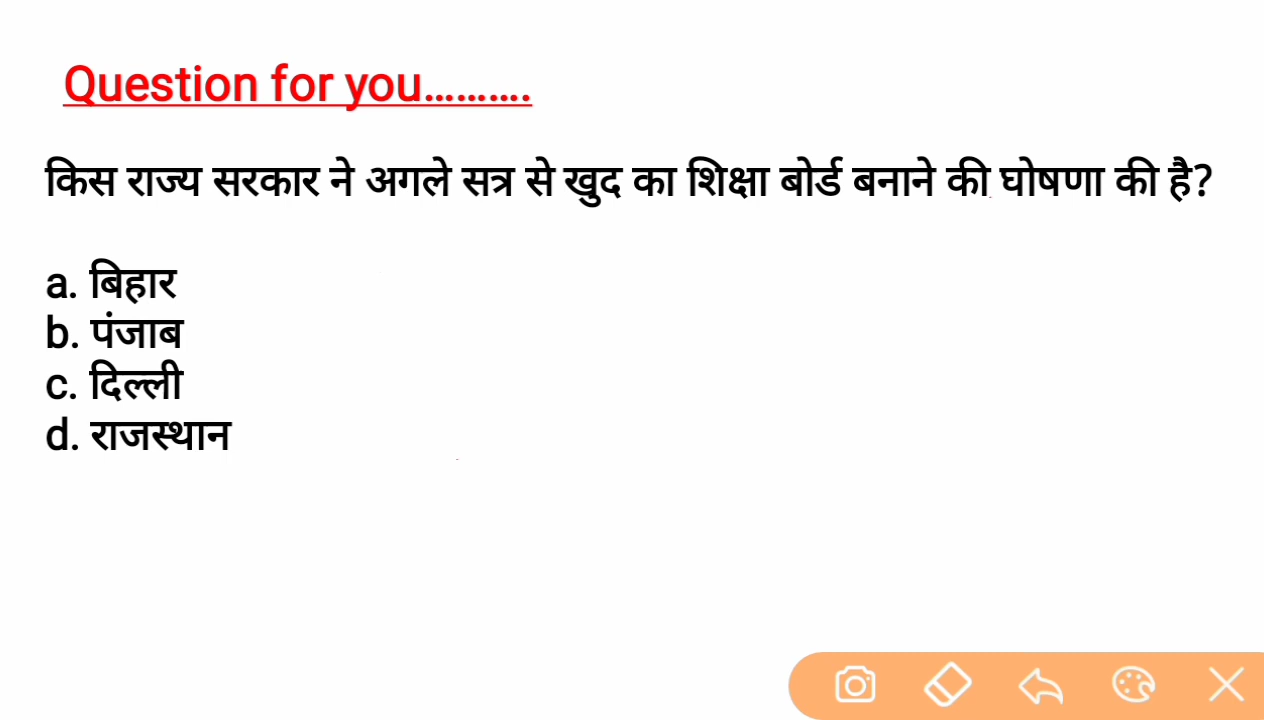 Question for you..........
किस राज्य सरकार ने अगले सत्र से खुद का शिक्षा बोर्ड बनाने की घोषणा की है?
a. बिहार
b. पंजाब
c. दिल्ली
d. राजस्थान